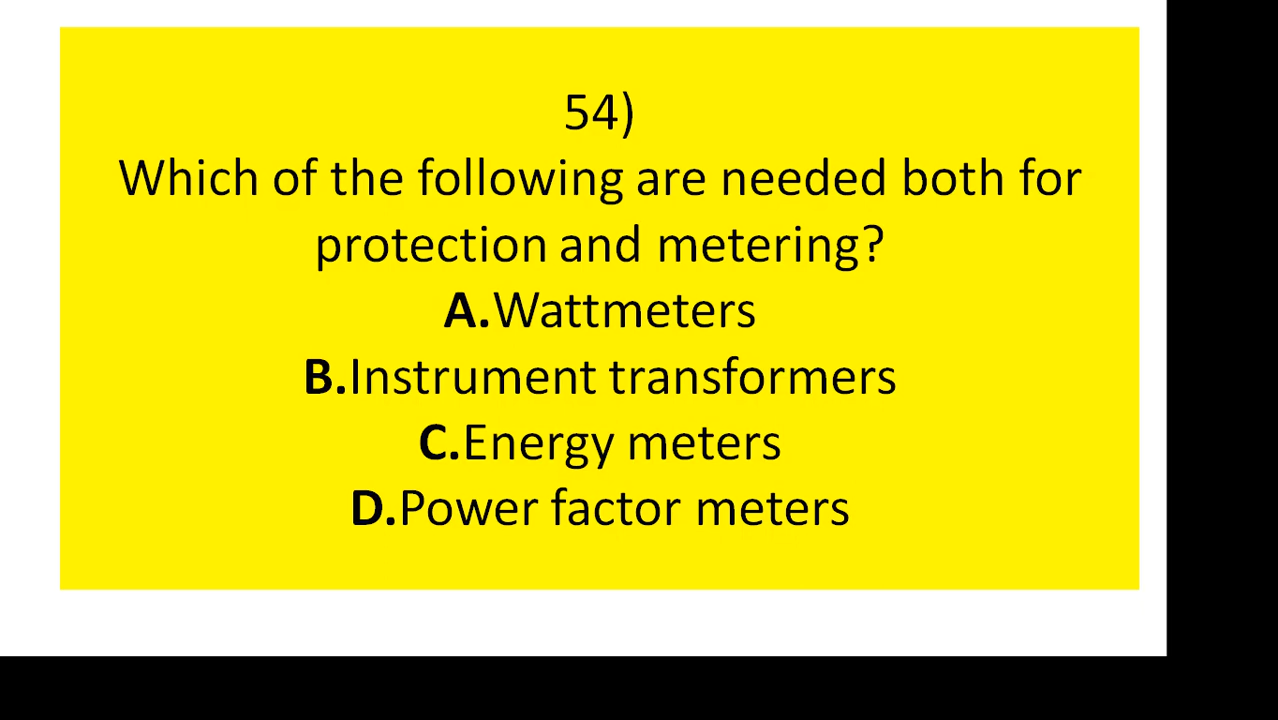 54)
Which of the following are needed both for
protection and metering?
A.Wattmeters
B.Instrument transformers
C.Energy meters
D.Power factor meters